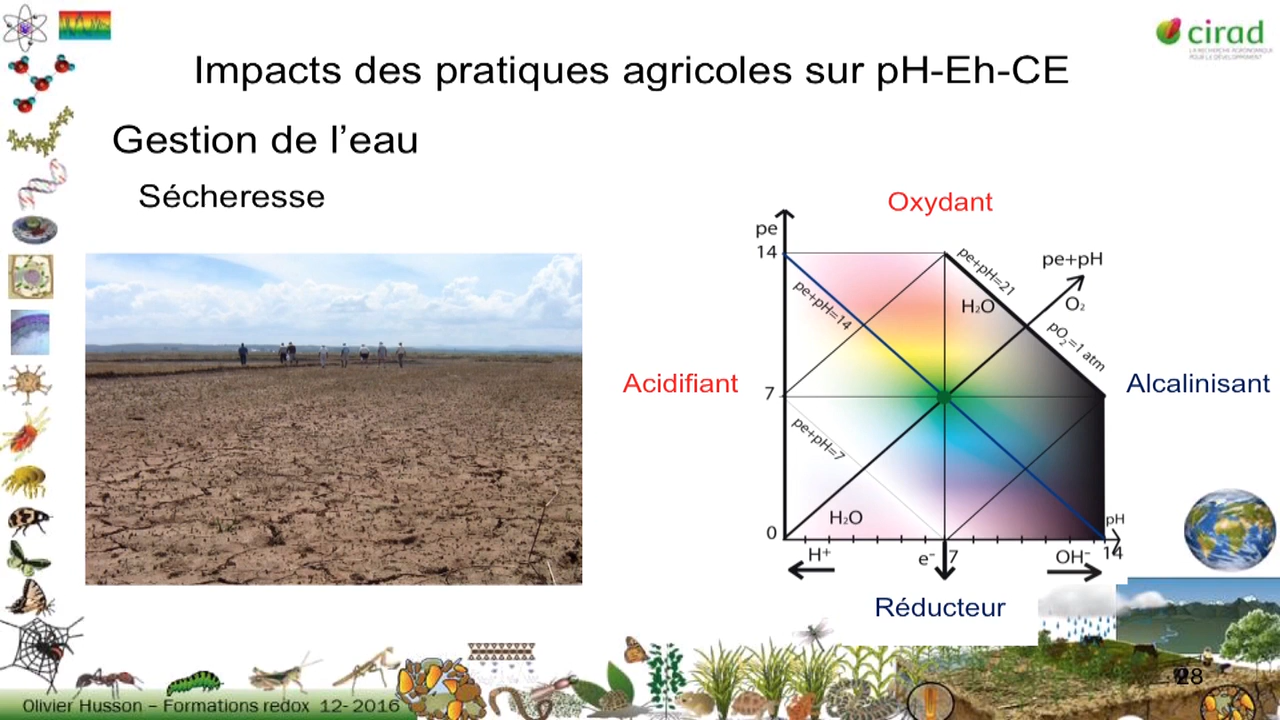 cirad
LA RECHERCHE AGRONOMIQUE
POUR LE DÉVELOPPEMENT
Impacts des pratiques agricoles sur pH-Eh-CE
Gestion de l’eau
Sécheresse
Oxydant
pe
14
pe+pH=21
pe+pH
H₂O
O₂
pe+pH=14
pO₂=1 atm
Acidifiant
7
Alcalinisant
pe+pH=7
H₂O
0
pH
H⁺
e⁻
7
OH⁻
14
Réducteur
Olivier Husson – Formations redox 12- 2016